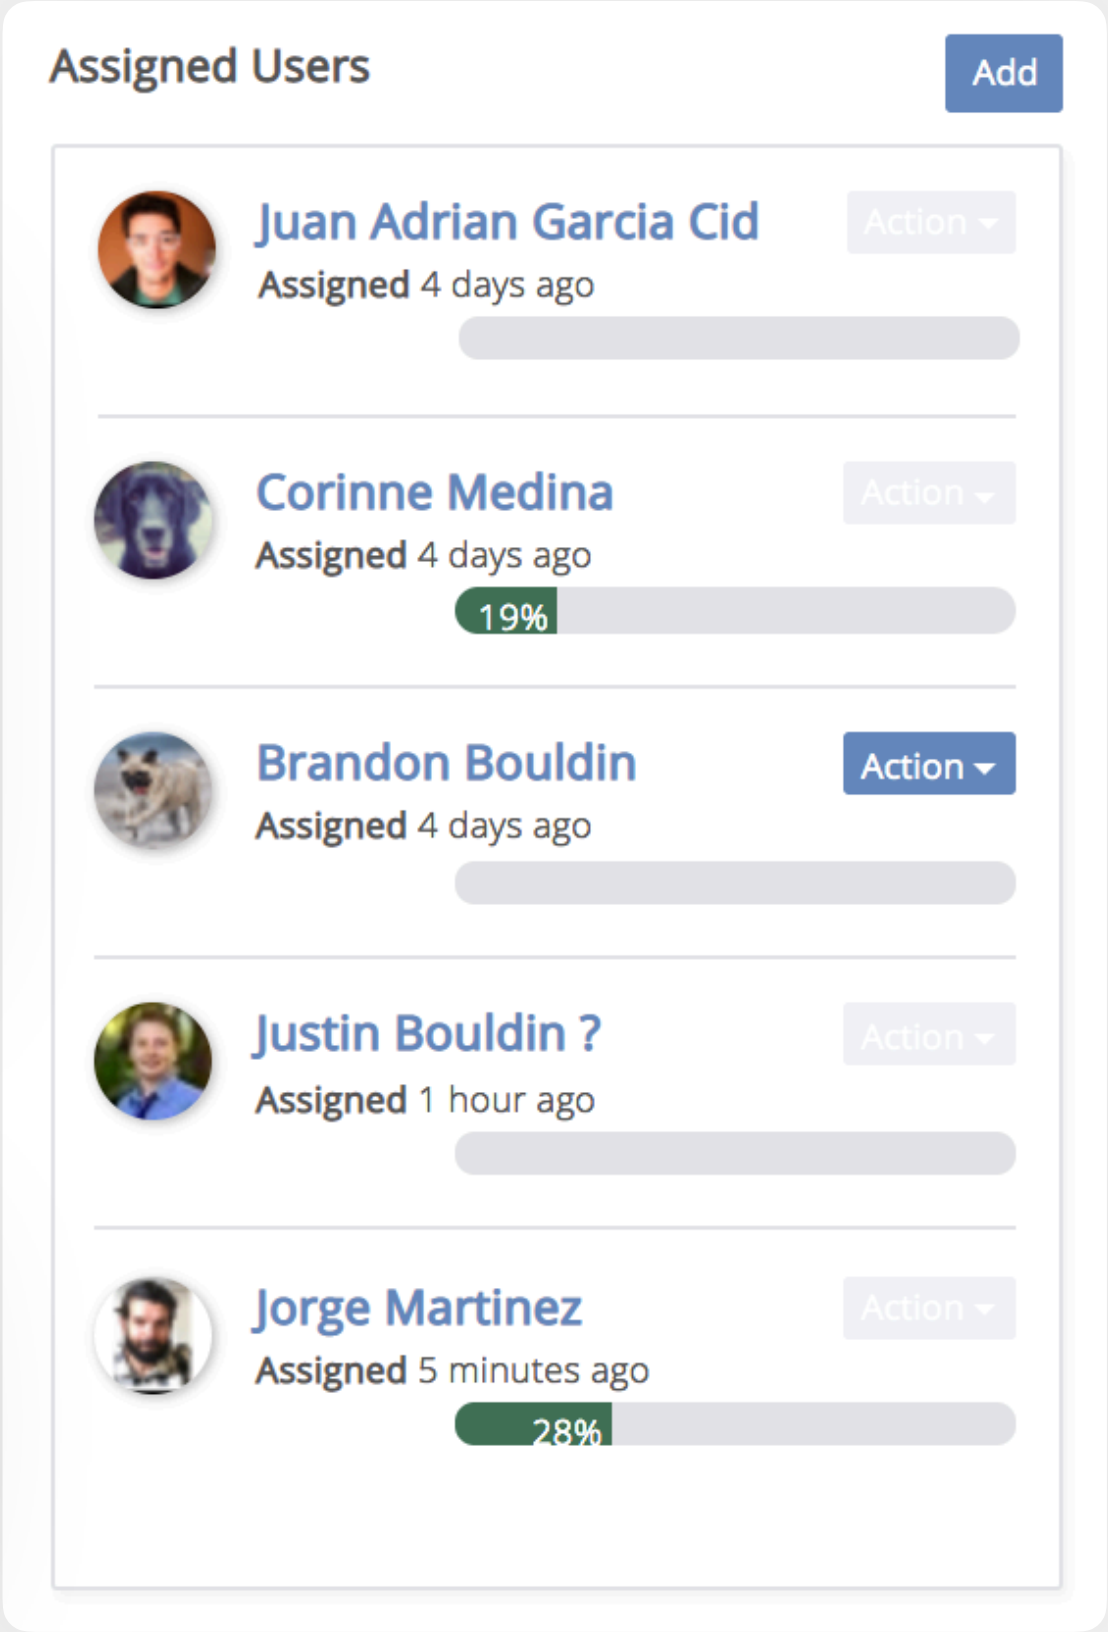 Assigned Users
Add
Juan Adrian Garcia Cid
Action
Assigned 4 days ago
Corinne Medina
Action
Assigned 4 days ago
19%
Brandon Bouldin
Action
Assigned 4 days ago
Justin Bouldin ?
Action
Assigned 1 hour ago
Jorge Martinez
Action
Assigned 5 minutes ago
28%